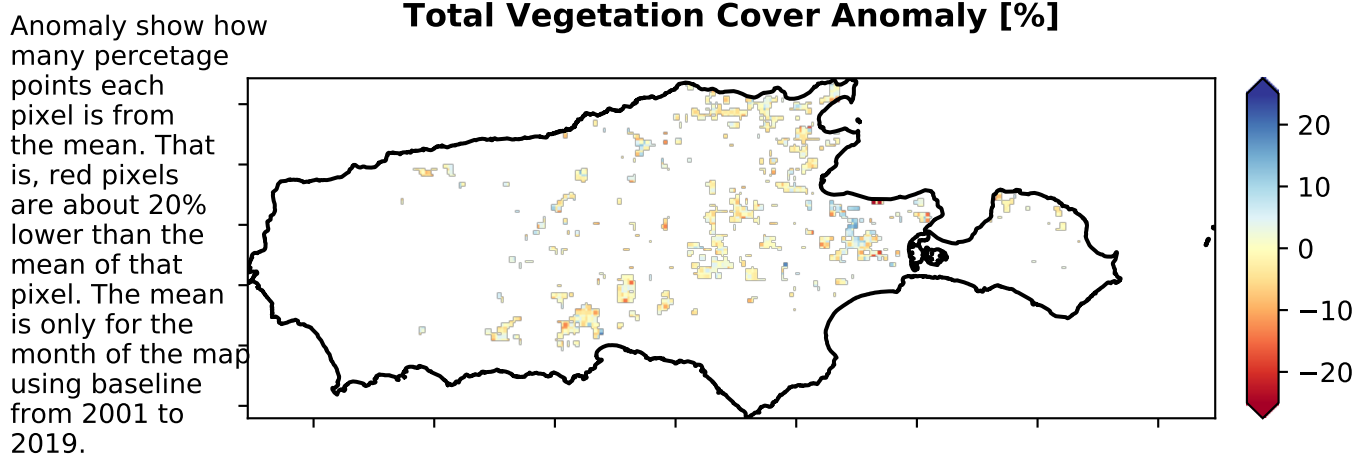 Total Vegetation Cover Anomaly [%]
Anomaly show how
many percetage
points each
pixel is from
the mean. That
is, red pixels
are about 20%
lower than the
mean of that
pixel. The mean
is only for the
month of the map
using baseline
from 2001 to
2019.
20
10
0
−10
−20